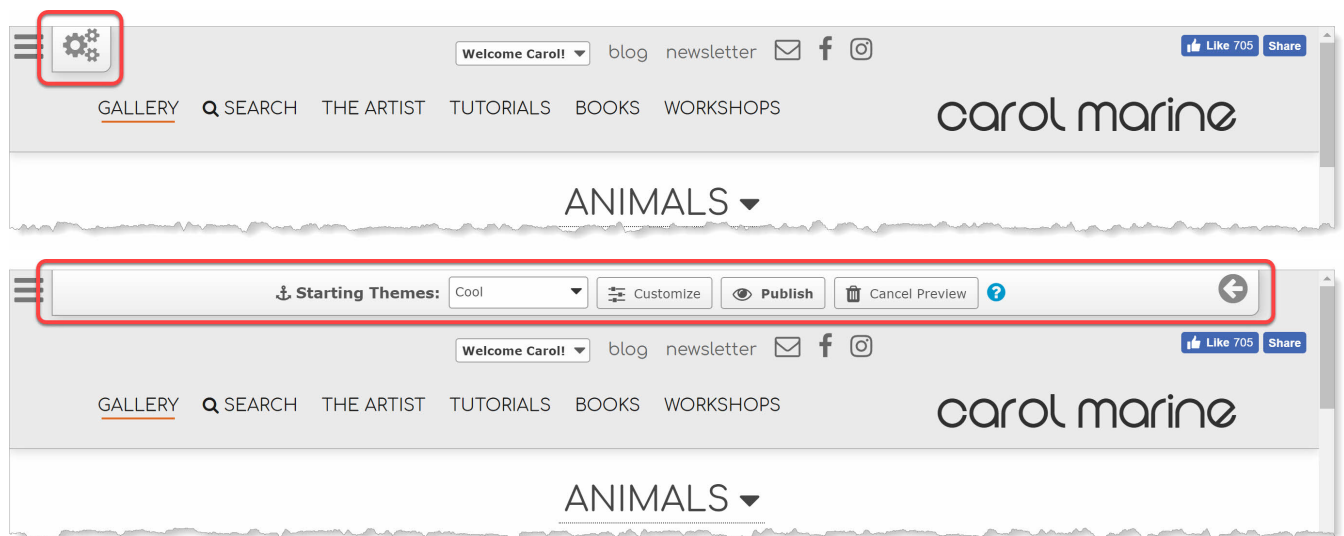 Welcome Carol! blog newsletter
Like 705 Share
GALLERY SEARCH THE ARTIST TUTORIALS BOOKS WORKSHOPS
carol marine
ANIMALS
Starting Themes: Cool Customize Publish Cancel Preview ?
Welcome Carol! blog newsletter
Like 705 Share
GALLERY SEARCH THE ARTIST TUTORIALS BOOKS WORKSHOPS
carol marine
ANIMALS